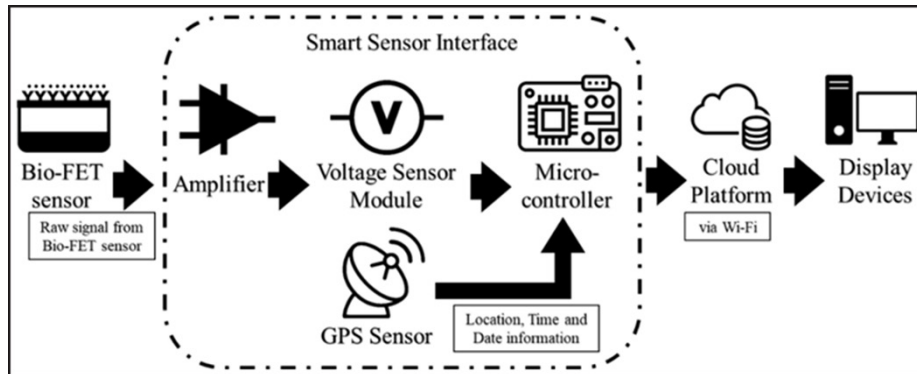 Smart Sensor Interface
Bio-FET
sensor
Raw signal from
Bio-FET sensor
Amplifier
V
Voltage Sensor
Module
Micro-
controller
GPS Sensor
Location, Time and
Date information
Cloud
Platform
via Wi-Fi
Display
Devices